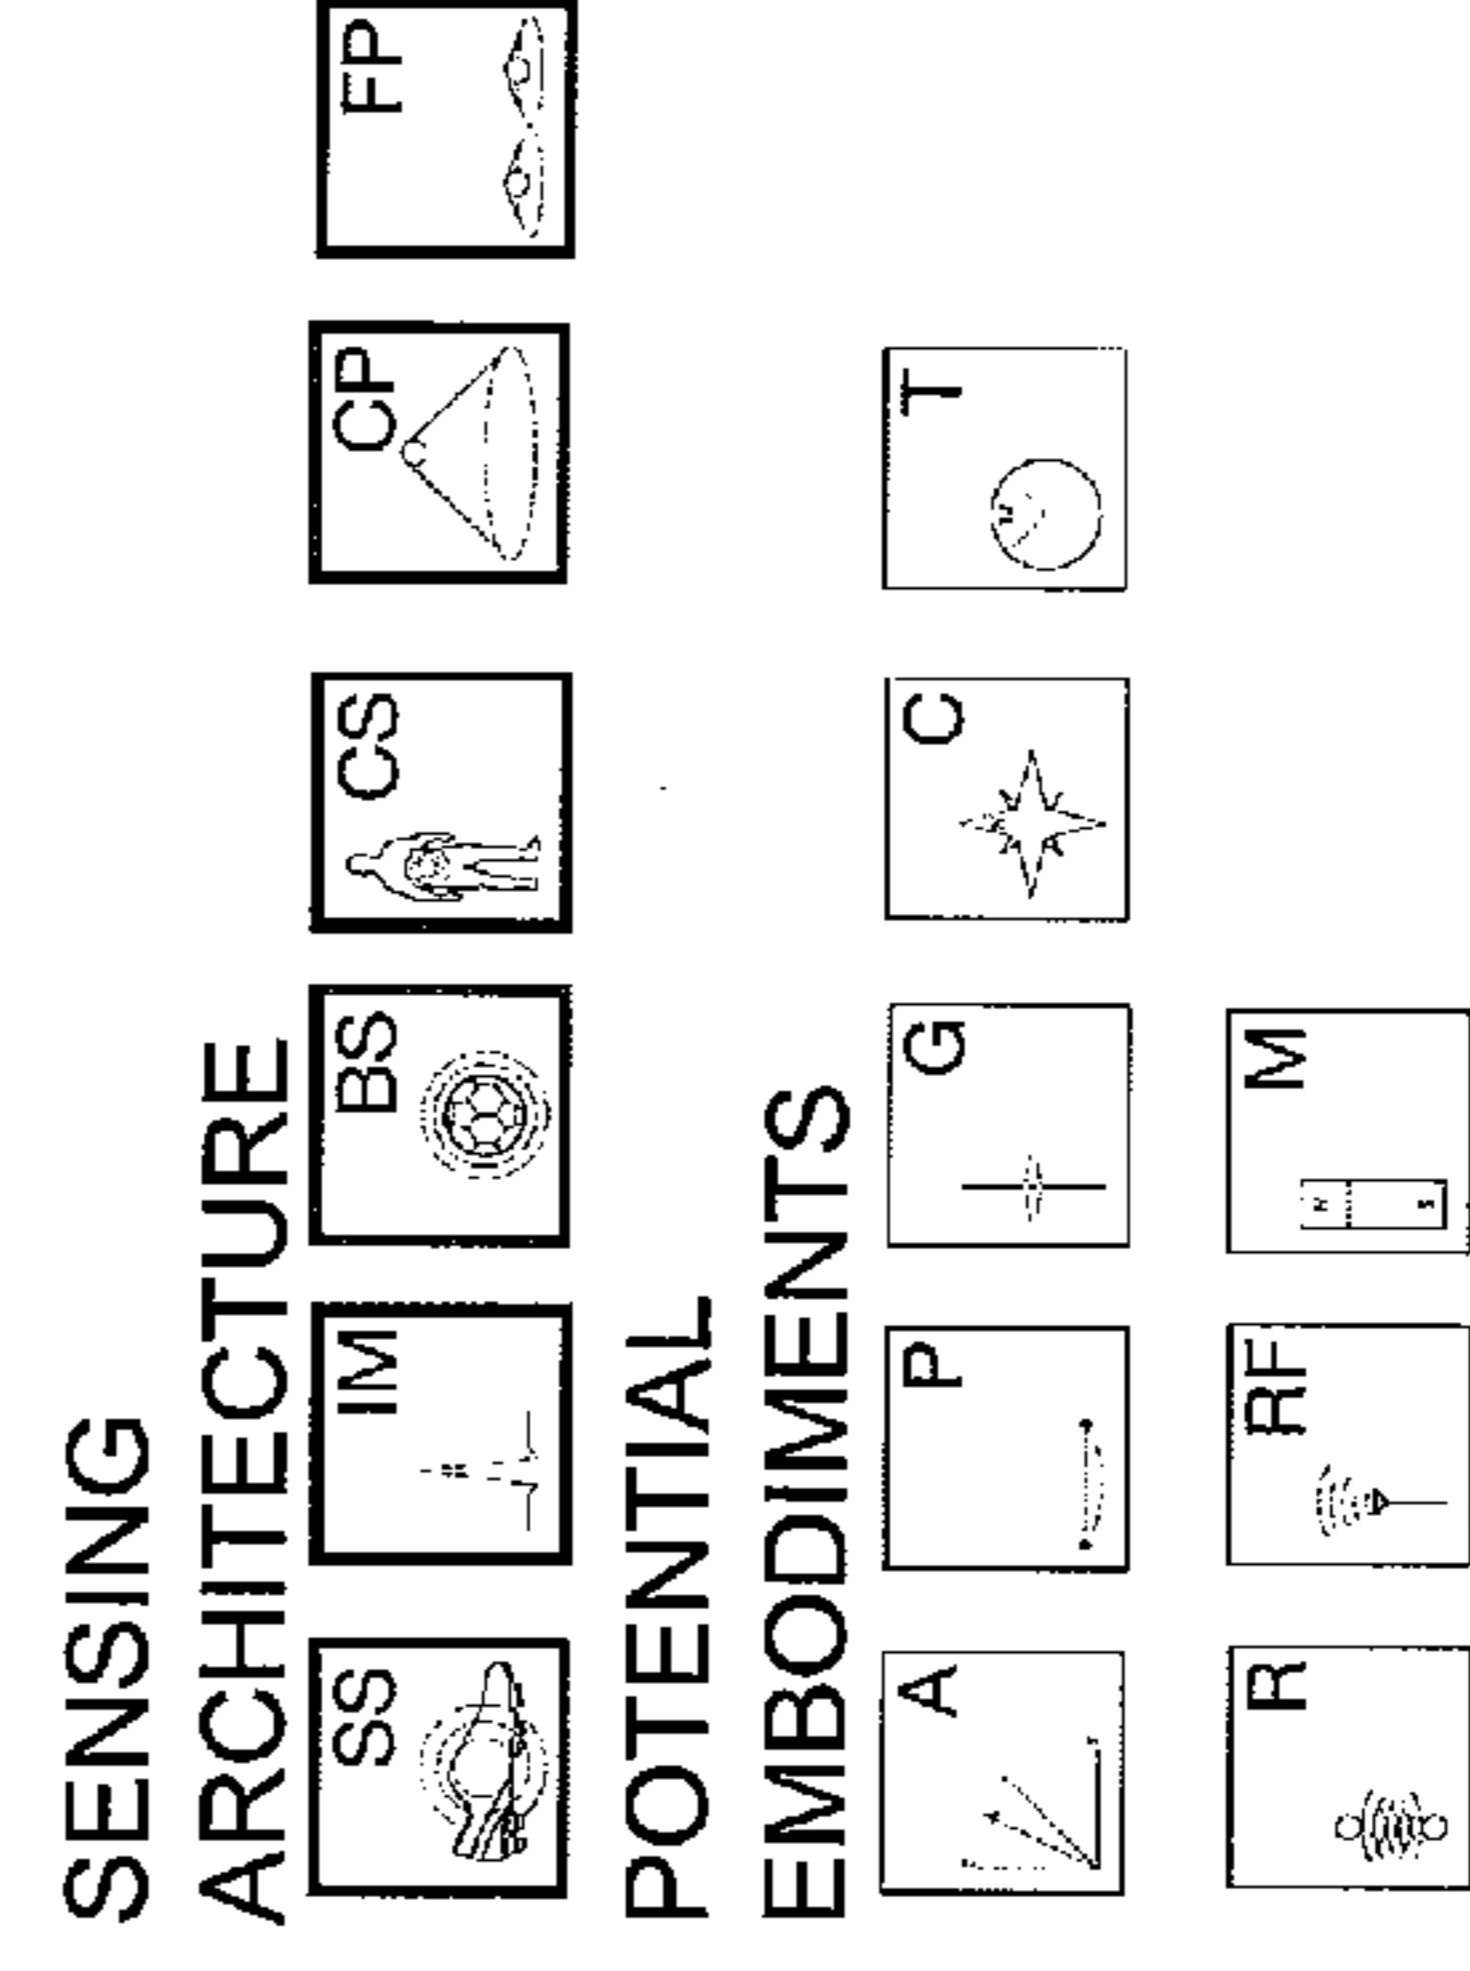 SENSING
ARCHITECTURE
SS IM BS CS CP FP
POTENTIAL
EMBODIMENTS
A P G C T
R RF M
N S